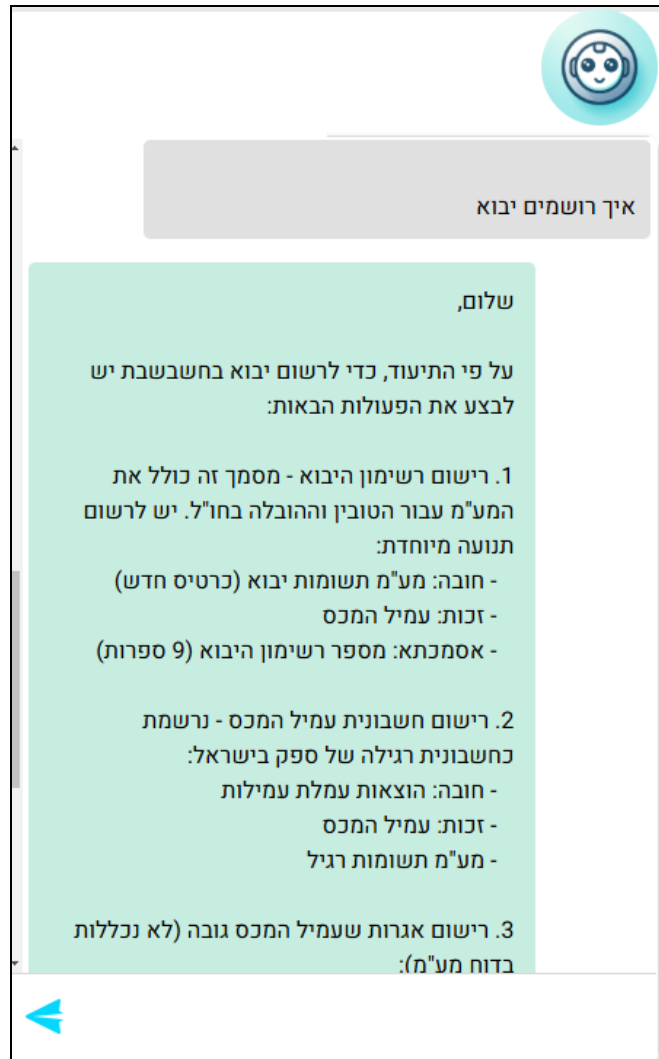 איך רושמים יבוא
שלום,
על פי התיעוד, כדי לרשום יבוא בחשבשבת יש
לבצע את הפעולות הבאות:
1. רישום רשימון היבוא - מסמך זה כולל את
המע"מ עבור הטובין וההובלה בחו"ל. יש לרשום
תנועה מיוחדת:
- חובה: מע"מ תשומות יבוא (כרטיס חדש)
- זכות: עמיל המכס
- אסמכתא: מספר רשימון היבוא (9 ספרות)
2. רישום חשבונית עמיל המכס - נרשמת
כחשבונית רגילה של ספק בישראל:
- חובה: הוצאות עמלת עמילות
- זכות: עמיל המכס
- מע"מ תשומות רגיל
3. רישום אגרות שעמיל המכס גובה (לא נכללות
בדוח מע"מ):